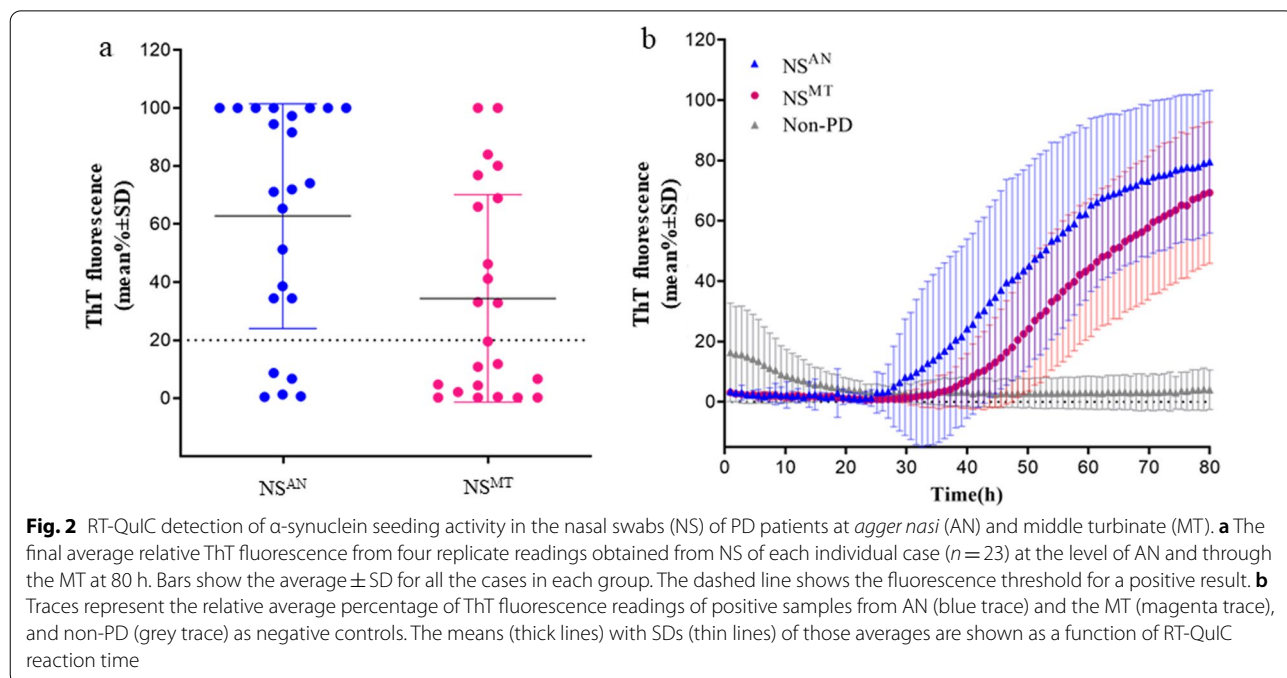 a
120
100
80
60
40
20
0
ThT fluorescence
(mean%±SD)
NS^AN
NS^MT
b
120
100
80
60
40
20
0
ThT fluorescence
(mean%±SD)
NS^AN
NS^MT
Non-PD
0 10 20 30 40 50 60 70 80
Time(h)
Fig. 2 RT-QuIC detection of α-synuclein seeding activity in the nasal swabs (NS) of PD patients at agger nasi (AN) and middle turbinate (MT). a The
final average relative ThT fluorescence from four replicate readings obtained from NS of each individual case (n = 23) at the level of AN and through
the MT at 80 h. Bars show the average ± SD for all the cases in each group. The dashed line shows the fluorescence threshold for a positive result. b
Traces represent the relative average percentage of ThT fluorescence readings of positive samples from AN (blue trace) and the MT (magenta trace),
and non-PD (grey trace) as negative controls. The means (thick lines) with SDs (thin lines) of those averages are shown as a function of RT-QuIC
reaction time